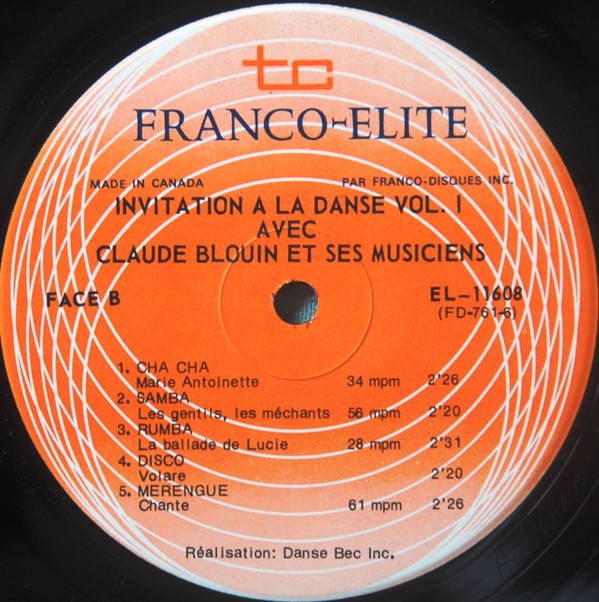 tc
FRANCO-ELITE
MADE IN CANADA PAR FRANCO-DISQUES INC.
INVITATION A LA DANSE VOL. I
AVEC
CLAUDE BLOUIN ET SES MUSICIENS
FACE B EL-11608
(FD-761-6)
1. CHA CHA
Marie Antoinette 34 mpm 2'26
2. SAMBA
Les gentils, les méchants 56 mpm 2'20
3. RUMBA
La ballade de Lucie 28 mpm 2'31
4. DISCO
Volare 2'20
5. MERENGUE
Chante 61 mpm 2'26
Réalisation: Danse Bec Inc.